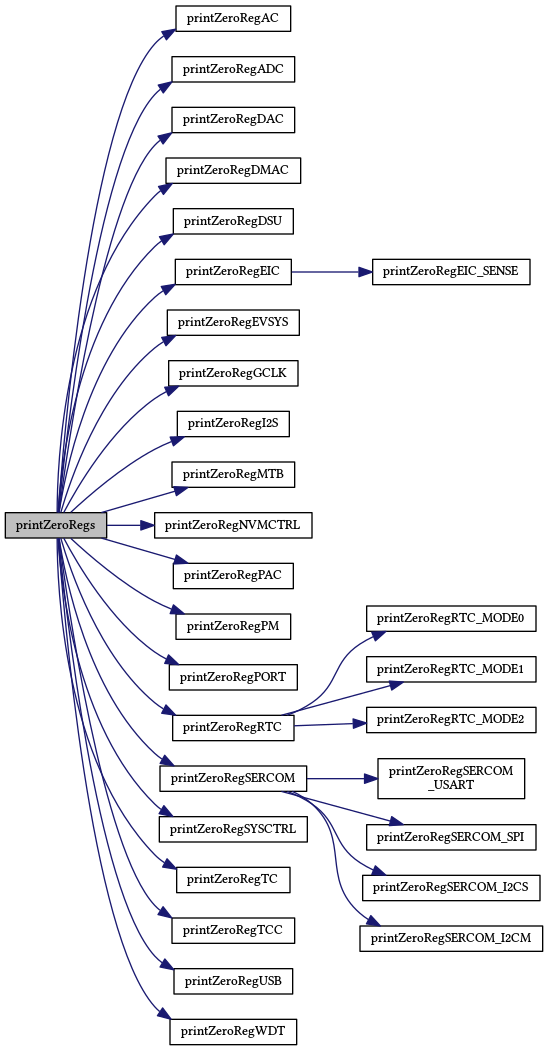 printZeroRegAC
printZeroRegADC
printZeroRegDAC
printZeroRegDMAC
printZeroRegDSU
printZeroRegEIC
printZeroRegEIC_SENSE
printZeroRegEVSYS
printZeroRegGCLK
printZeroRegI2S
printZeroRegMTB
printZeroRegs
printZeroRegNVMCTRL
printZeroRegPAC
printZeroRegPM
printZeroRegPORT
printZeroRegRTC
printZeroRegRTC_MODE0
printZeroRegRTC_MODE1
printZeroRegRTC_MODE2
printZeroRegSERCOM
printZeroRegSERCOM
_USART
printZeroRegSERCOM_SPI
printZeroRegSERCOM_I2CS
printZeroRegSERCOM_I2CM
printZeroRegSYSCTRL
printZeroRegTC
printZeroRegTCC
printZeroRegUSB
printZeroRegWDT